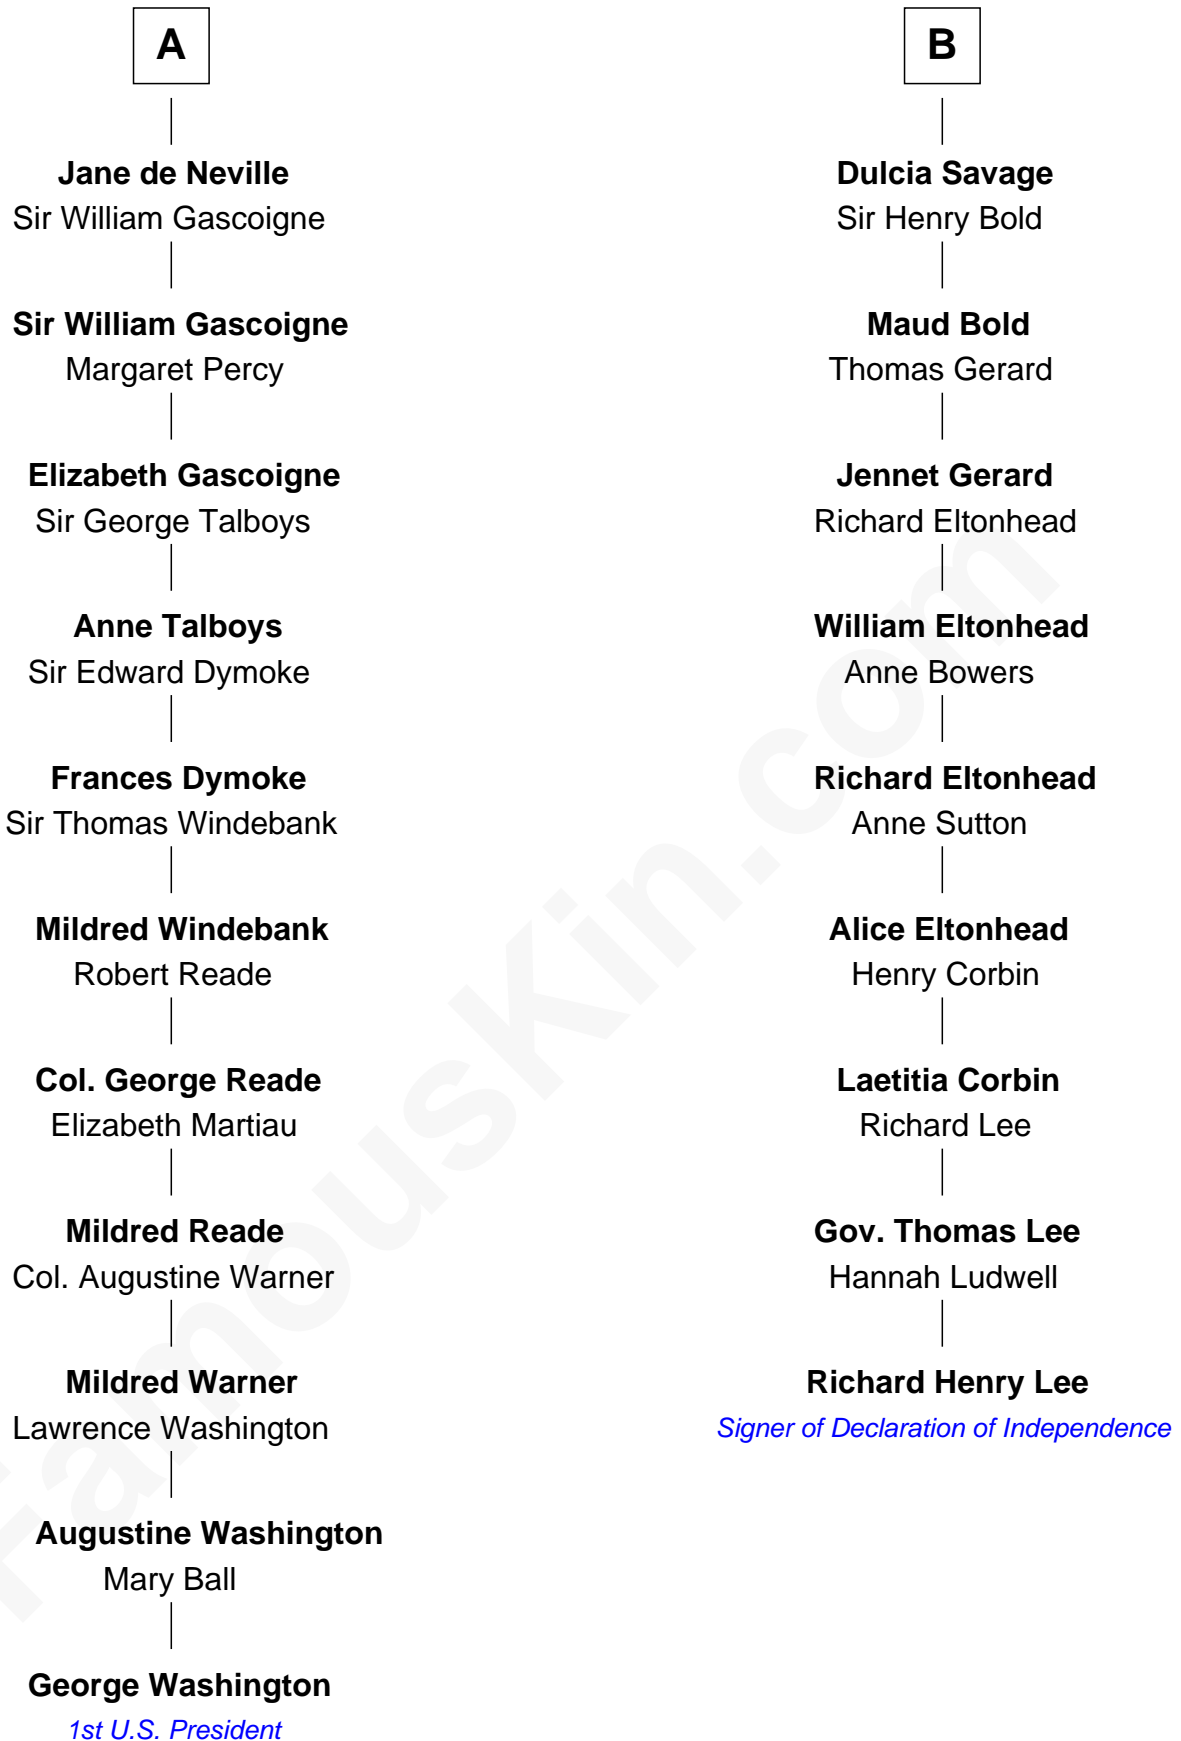 A
Jane de Neville
Sir William Gascoigne
Sir William Gascoigne
Margaret Percy
Elizabeth Gascoigne
Sir George Talboys
Anne Talboys
Sir Edward Dymoke
Frances Dymoke
Sir Thomas Windebank
Mildred Windebank
Robert Reade
Col. George Reade
Elizabeth Martiau
Mildred Reade
Col. Augustine Warner
Mildred Warner
Lawrence Washington
Augustine Washington
Mary Ball
George Washington
1st U.S. President
B
Dulcia Savage
Sir Henry Bold
Maud Bold
Thomas Gerard
Jennet Gerard
Richard Eltonhead
William Eltonhead
Anne Bowers
Richard Eltonhead
Anne Sutton
Alice Eltonhead
Henry Corbin
Laetitia Corbin
Richard Lee
Gov. Thomas Lee
Hannah Ludwell
Richard Henry Lee
Signer of Declaration of Independence
FamousKin.com